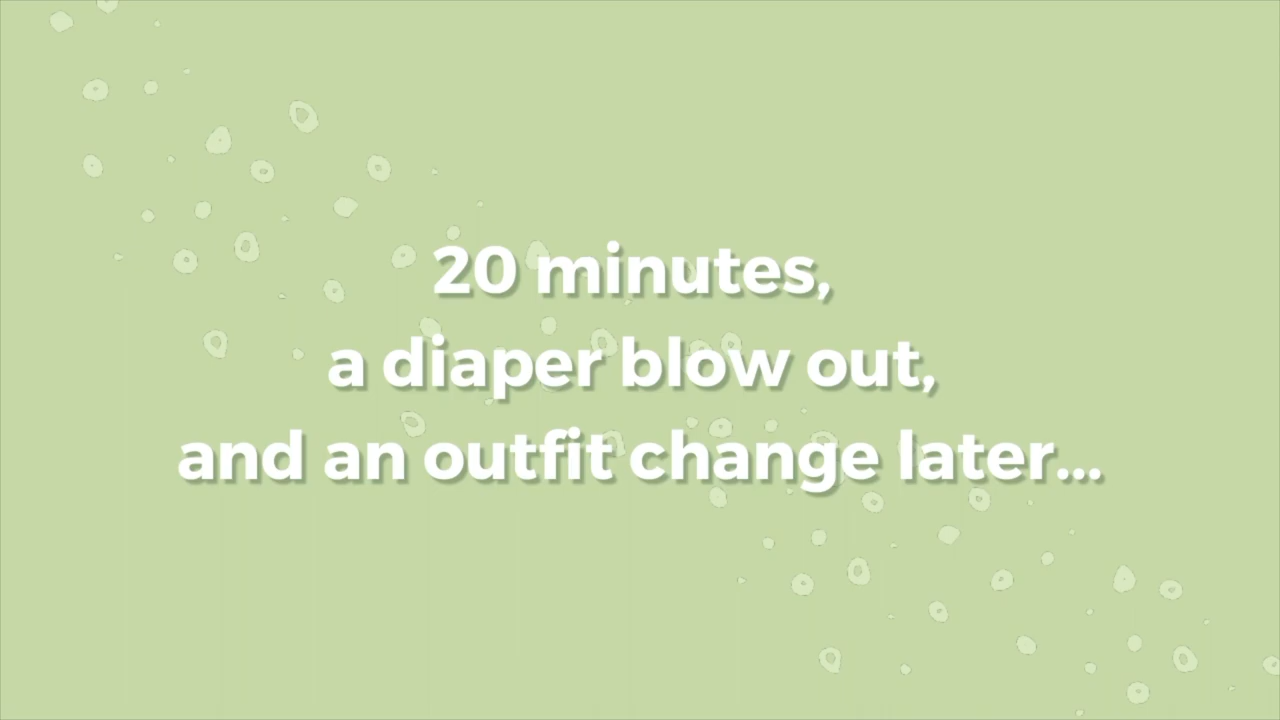 20 minutes,
a diaper blow out,
and an outfit change later...